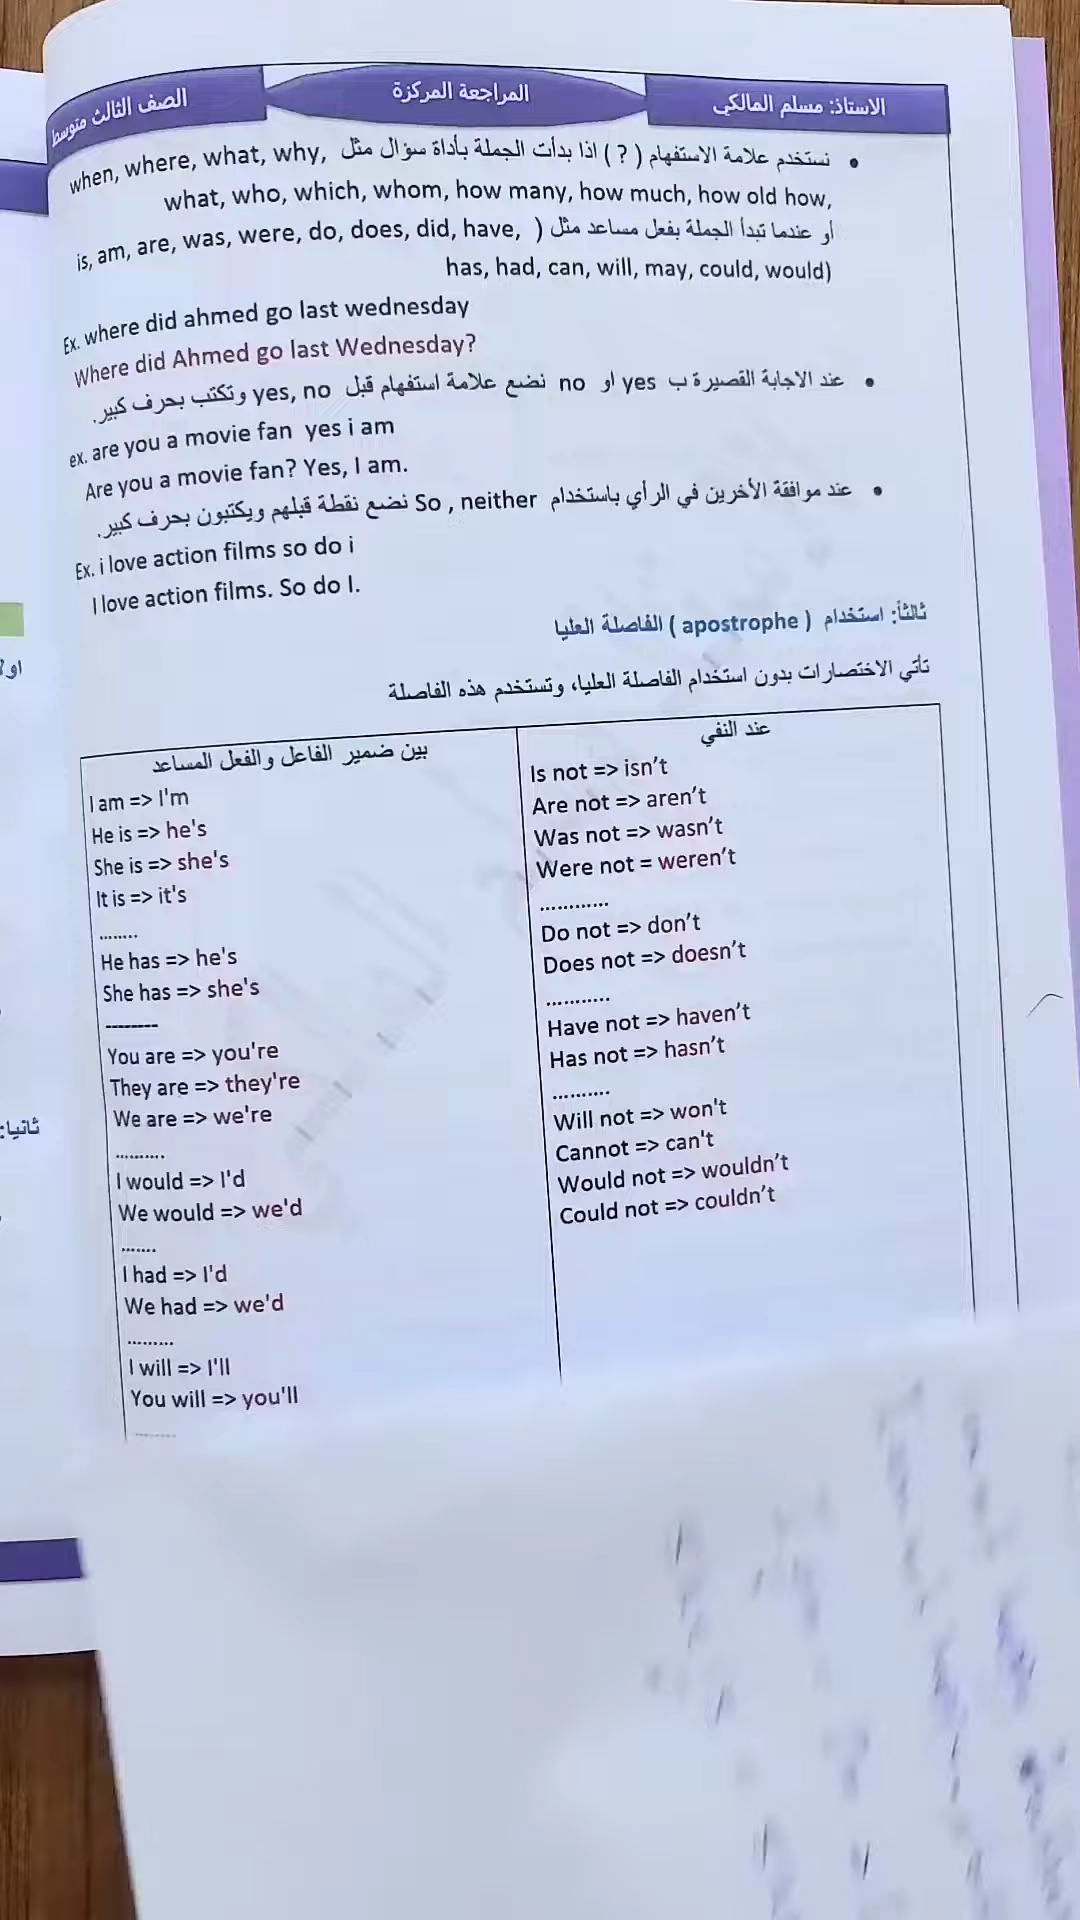 الاستاذ: مسلم المالكي
المراجعة المركزة
الصف الثالث متوسط
• نستخدم علامة الاستفهام ( ? ) اذا بدأت الجملة بأداة سؤال مثل when, where, what, why,
what, who, which, whom, how many, how much, how old how,
او عندما تبدأ الجملة بفعل مساعد مثل ( is, am, are, was, were, do, does, did, have,
has, had, can, will, may, could, would)
Ex. where did ahmed go last wednesday
Where did Ahmed go last Wednesday?
• عند الاجابة القصيرة ب yes او no نضع علامة استفهام قبل yes, no وتكتب بحرف كبير.
ex. are you a movie fan yes i am
Are you a movie fan? Yes, I am.
• عند موافقة الأخرين في الرأي باستخدام So , neither نضع نقطة قبلهم ويكتبون بحرف كبير.
Ex. i love action films so do i
I love action films. So do I.
ثالثاً: استخدام ( apostrophe ) الفاصلة العليا
تأتي الاختصارات بدون استخدام الفاصلة العليا، وتستخدم هذه الفاصلة
بين ضمير الفاعل والفعل المساعد
I am => I'm
He is => he's
She is => she's
It is => it's
........
He has => he's
She has => she's
--------
You are => you're
They are => they're
We are => we're
..........
I would => I'd
We would => we'd
.......
I had => I'd
We had => we'd
.........
I will => I'll
You will => you'll
........
عند النفي
Is not => isn’t
Are not => aren’t
Was not => wasn’t
Were not = weren’t
............
Do not => don’t
Does not => doesn’t
...........
Have not => haven’t
Has not => hasn’t
..........
Will not => won't
Cannot => can't
Would not => wouldn’t
Could not => couldn’t
ثانيا: